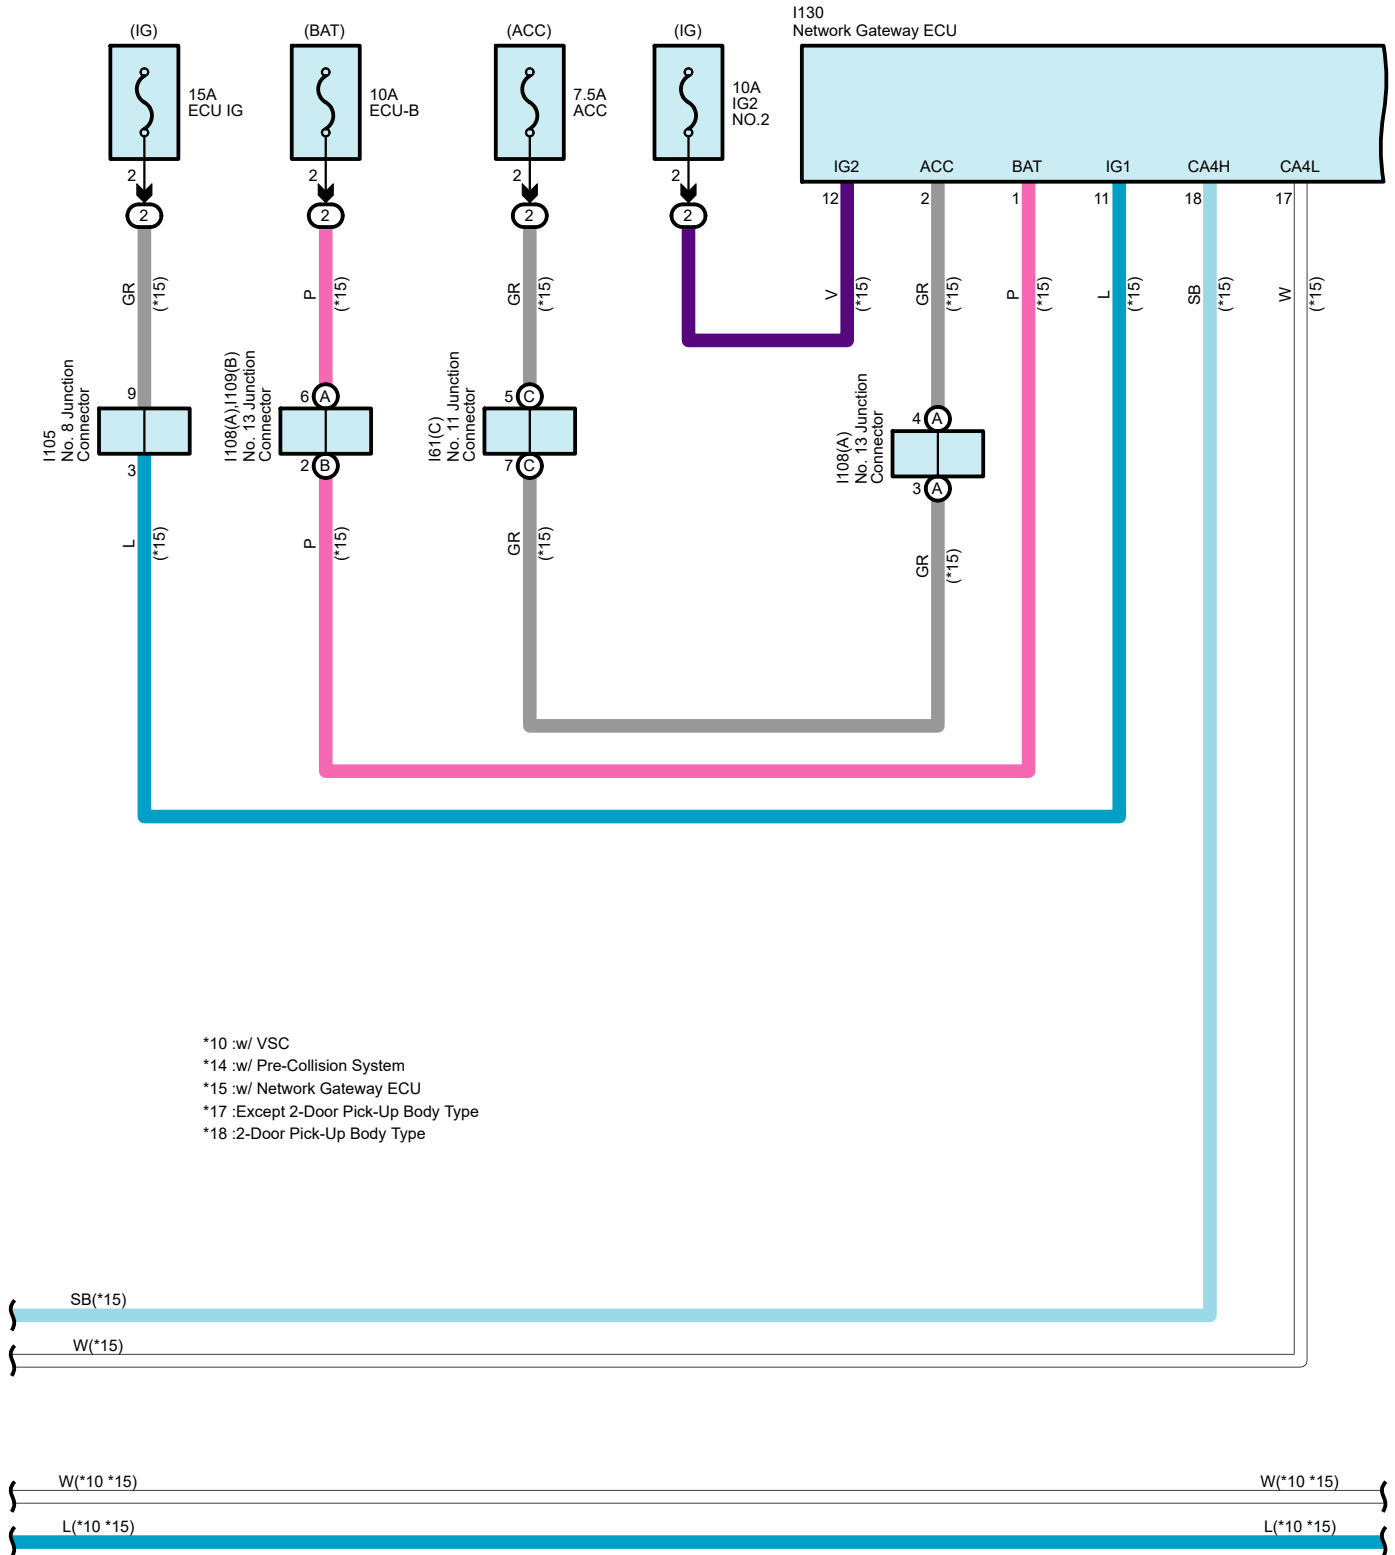 I130
Network Gateway ECU
(IG)
(BAT)
(ACC)
(IG)
15A
ECU IG
10A
ECU-B
7.5A
ACC
10A
IG2
NO.2
IG2
ACC
BAT
IG1
CA4H
CA4L
2
2
2
2
12
2
1
11
18
17
2
2
2
2
GR
(*15)
P
(*15)
GR
(*15)
V
(*15)
GR
(*15)
P
(*15)
L
(*15)
SB
(*15)
W
(*15)
I105
No. 8 Junction
Connector
9
3
I108(A),I109(B)
No. 13 Junction
Connector
6
A
2
B
I61(C)
No. 11 Junction
Connector
5
C
7
C
I108(A)
No. 13 Junction
Connector
4
A
3
A
L
(*15)
P
(*15)
GR
(*15)
GR
(*15)
*10 :w/ VSC
*14 :w/ Pre-Collision System
*15 :w/ Network Gateway ECU
*17 :Except 2-Door Pick-Up Body Type
*18 :2-Door Pick-Up Body Type
SB(*15)
W(*15)
W(*10 *15)
W(*10 *15)
L(*10 *15)
L(*10 *15)